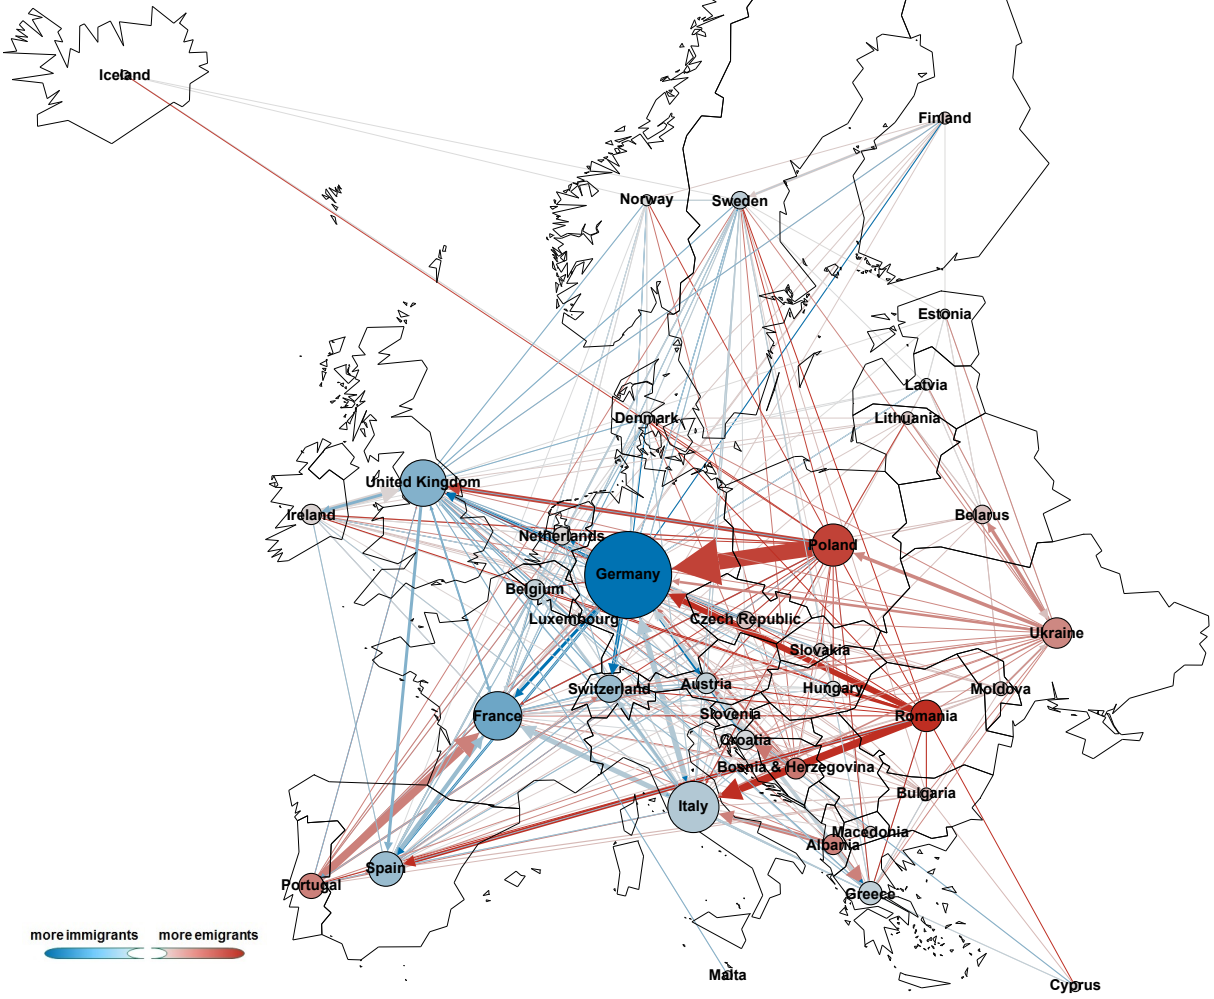 Iceland
Finland
Norway
Sweden
Estonia
Latvia
Denmark
Lithuania
United Kingdom
Ireland
Belarus
Netherlands
Poland
Germany
Belgium
Luxembourg
Czech Republic
Ukraine
Slovakia
Switzerland
Austria
Hungary
Moldova
France
Slovenia
Romania
Croatia
Bosnia & Herzegovina
Bulgaria
Italy
Macedonia
Albania
Spain
Portugal
Greece
more immigrants more emigrants
Malta
Cyprus